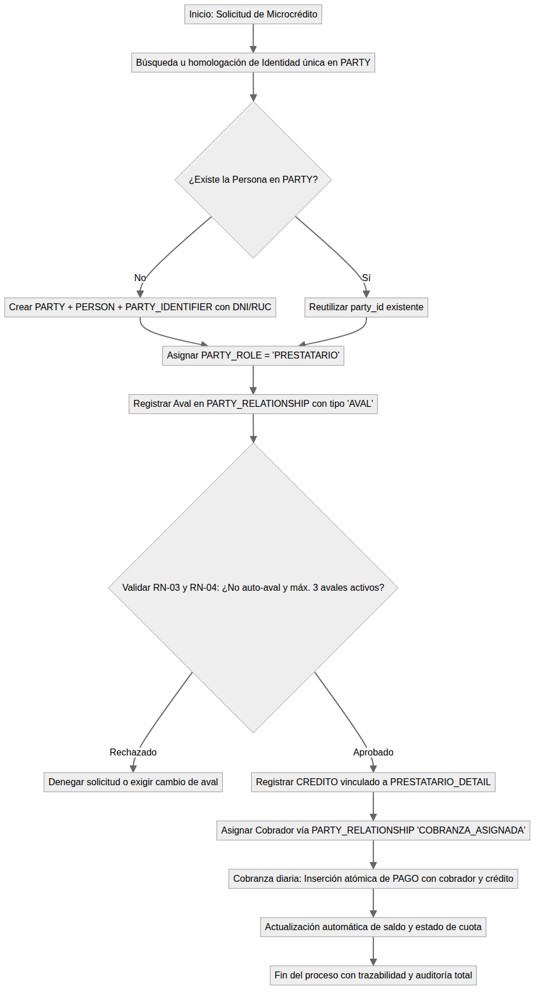 Inicio: Solicitud de Microcrédito
Búsqueda u homologación de Identidad única en PARTY
¿Existe la Persona en PARTY?
No
Sí
Crear PARTY + PERSON + PARTY_IDENTIFIER con DNI/RUC
Reutilizar party_id existente
Asignar PARTY_ROLE = 'PRESTATARIO'
Registrar Aval en PARTY_RELATIONSHIP con tipo 'AVAL'
Validar RN-03 y RN-04: ¿No auto-aval y máx. 3 avales activos?
Rechazado
Aprobado
Denegar solicitud o exigir cambio de aval
Registrar CREDITO vinculado a PRESTATARIO_DETAIL
Asignar Cobrador vía PARTY_RELATIONSHIP 'COBRANZA_ASIGNADA'
Cobranza diaria: Inserción atómica de PAGO con cobrador y crédito
Actualización automática de saldo y estado de cuota
Fin del proceso con trazabilidad y auditoría total